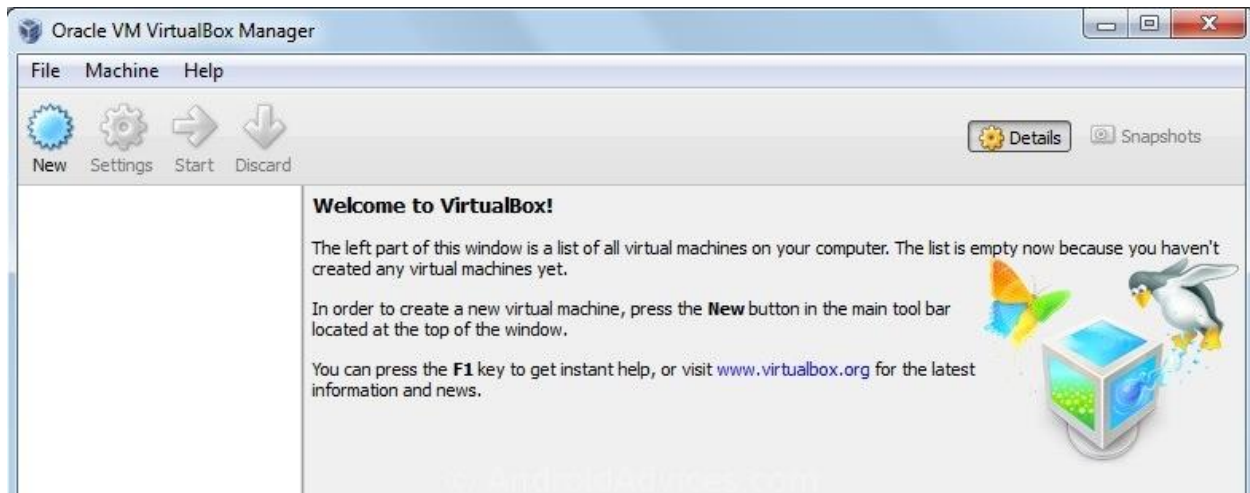 Oracle VM VirtualBox Manager
File Machine Help
New Settings Start Discard Details Snapshots
Welcome to VirtualBox!
The left part of this window is a list of all virtual machines on your computer. The list is empty now because you haven't
created any virtual machines yet.
In order to create a new virtual machine, press the New button in the main tool bar
located at the top of the window.
You can press the F1 key to get instant help, or visit www.virtualbox.org for the latest
information and news.